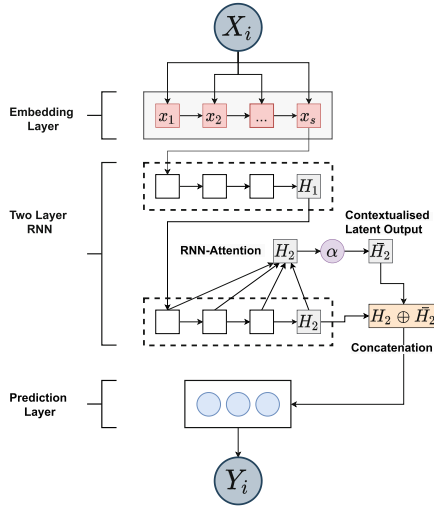 X_i
Embedding
Layer
x_1 x_2 ... x_s
H_1
Two Layer
RNN
Contextualised
Latent Output
RNN-Attention
H_2 α H̄_2
H_2
H_2 ⊕ H̄_2
Concatenation
Prediction
Layer
Y_i